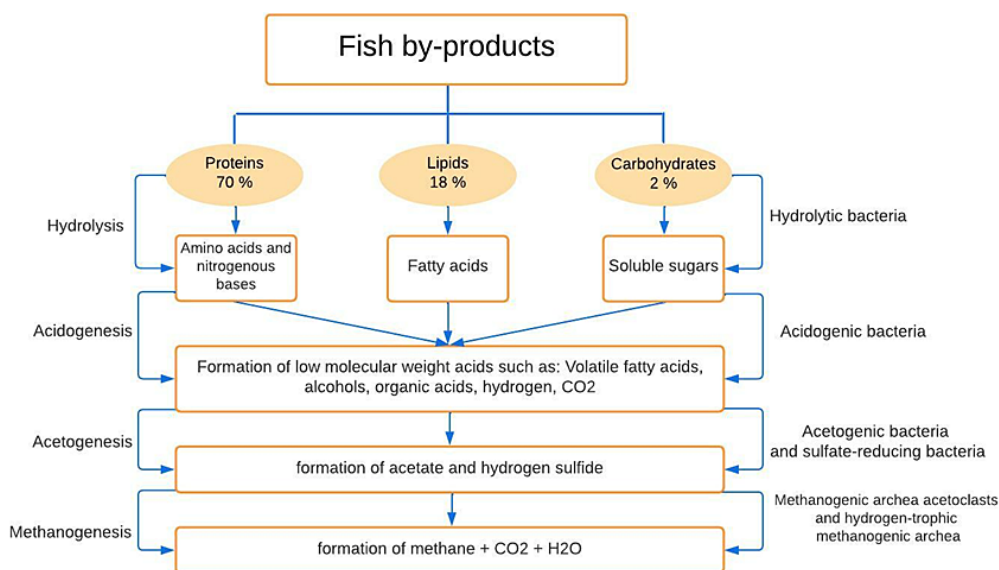 Fish by-products
Proteins
70 %
Lipids
18 %
Carbohydrates
2 %
Hydrolysis
Hydrolytic bacteria
Amino acids and
nitrogenous
bases
Fatty acids
Soluble sugars
Acidogenesis
Acidogenic bacteria
Formation of low molecular weight acids such as: Volatile fatty acids,
alcohols, organic acids, hydrogen, CO2
Acetogenesis
Acetogenic bacteria
and sulfate-reducing bacteria
formation of acetate and hydrogen sulfide
Methanogenesis
Methanogenic archea acetoclasts
and hydrogen-trophic
methanogenic archea
formation of methane + CO2 + H2O